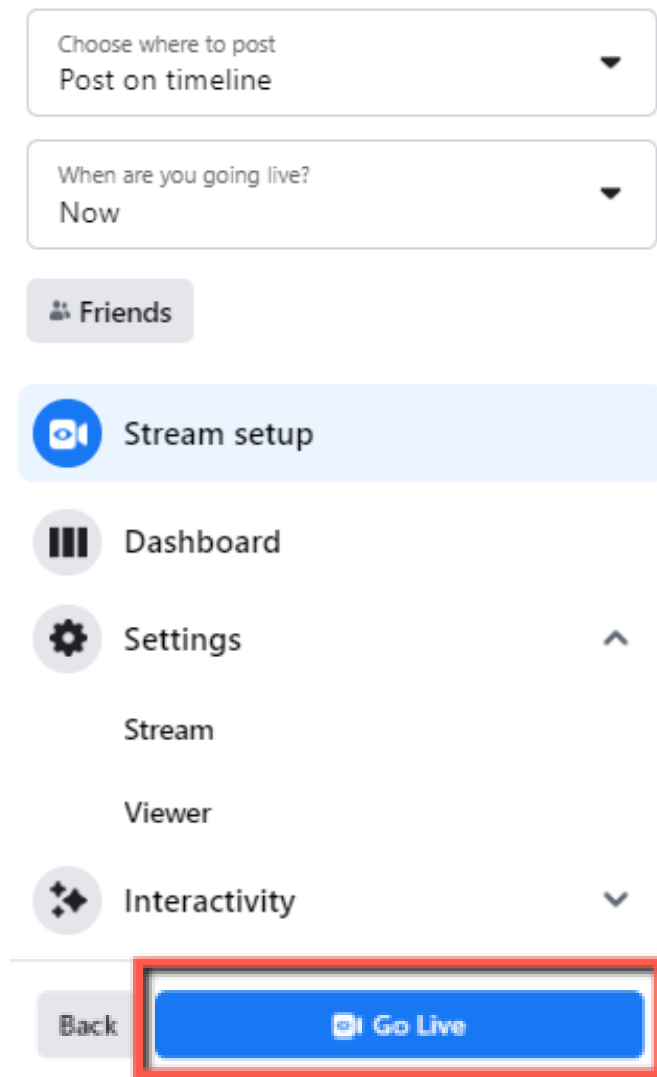 Choose where to post
Post on timeline
When are you going live?
Now
Friends
Stream setup
Dashboard
Settings
Stream
Viewer
Interactivity
Back
Go Live